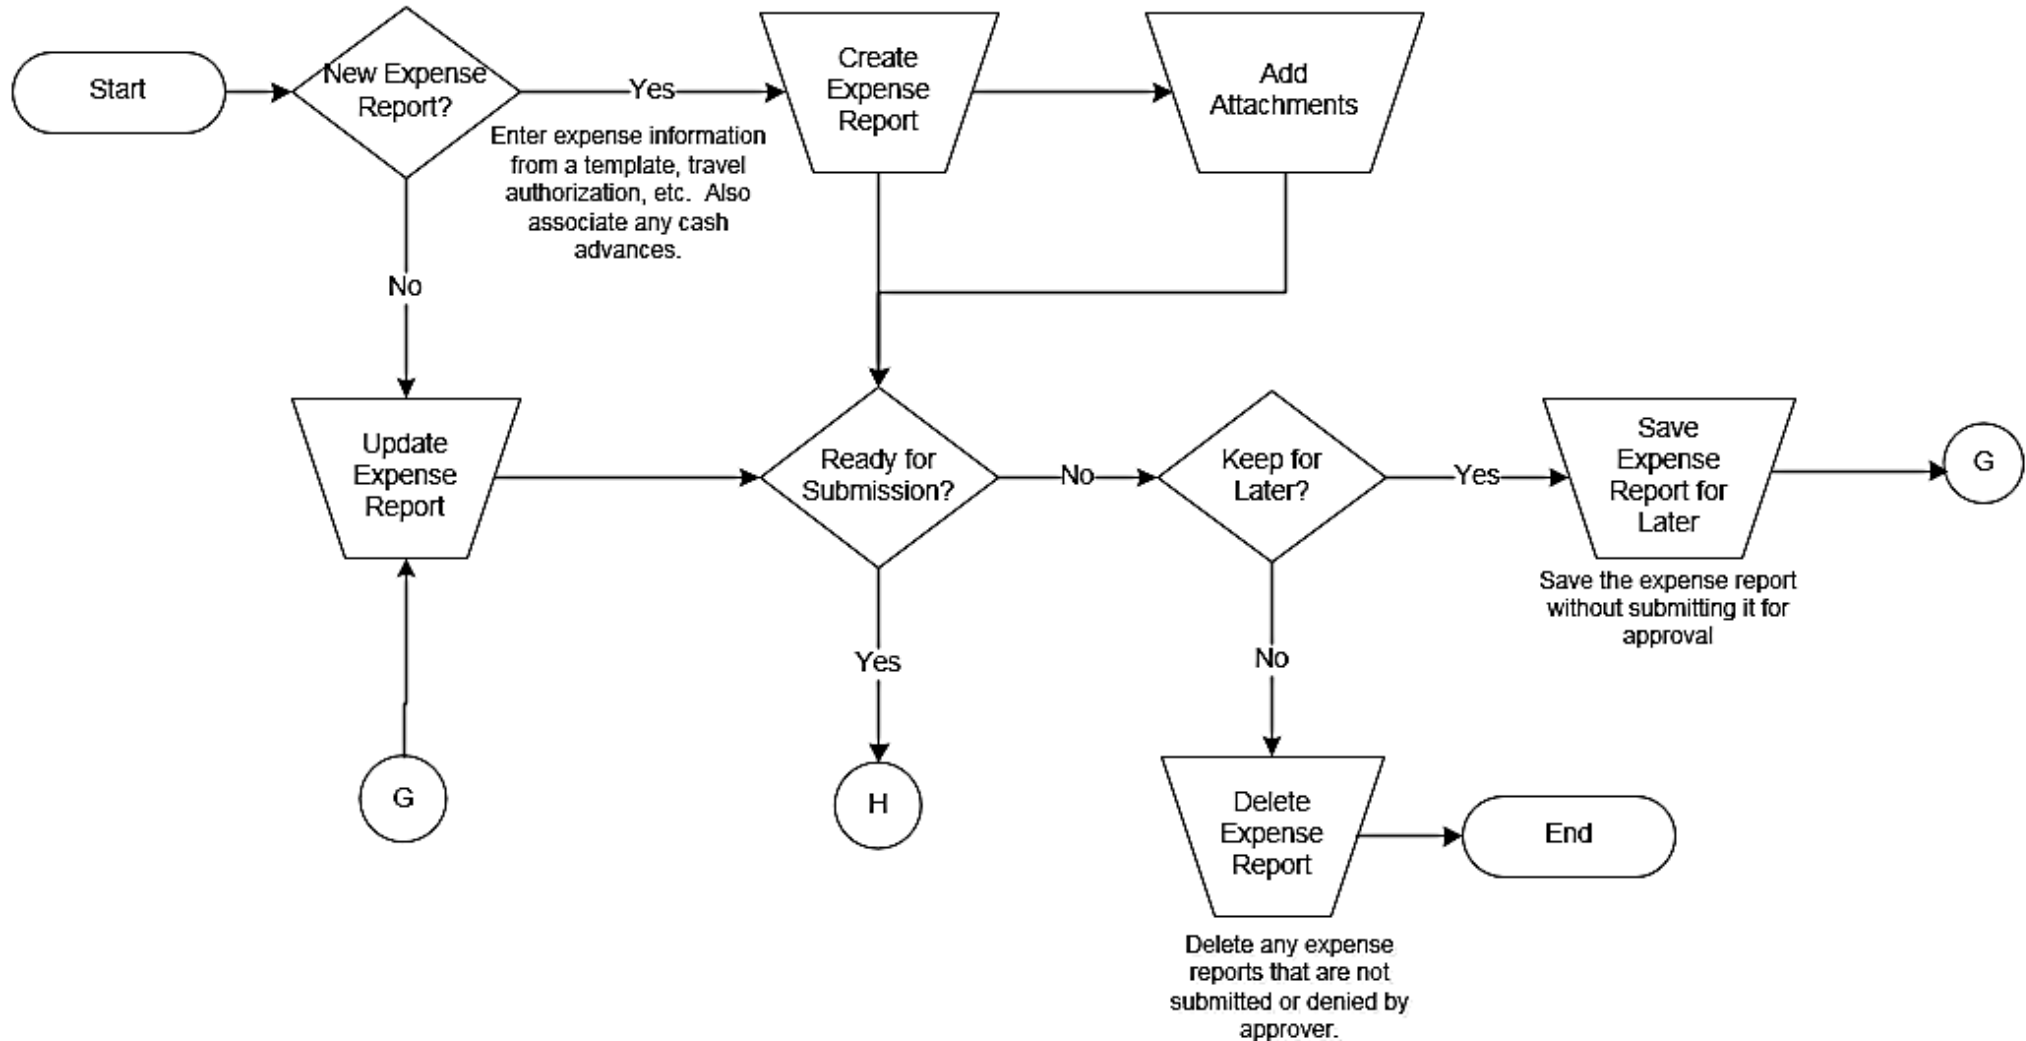 Start
New Expense
Report?
Yes
Enter expense information
from a template, travel
authorization, etc.  Also
associate any cash
advances.
Create
Expense
Report
Add
Attachments
No
Update
Expense
Report
Ready for
Submission?
No
Keep for
Later?
Yes
Save
Expense
Report for
Later
Save the expense report
without submitting it for
approval
G
Yes
No
G
H
Delete
Expense
Report
Delete any expense
reports that are not
submitted or denied by
approver.
End